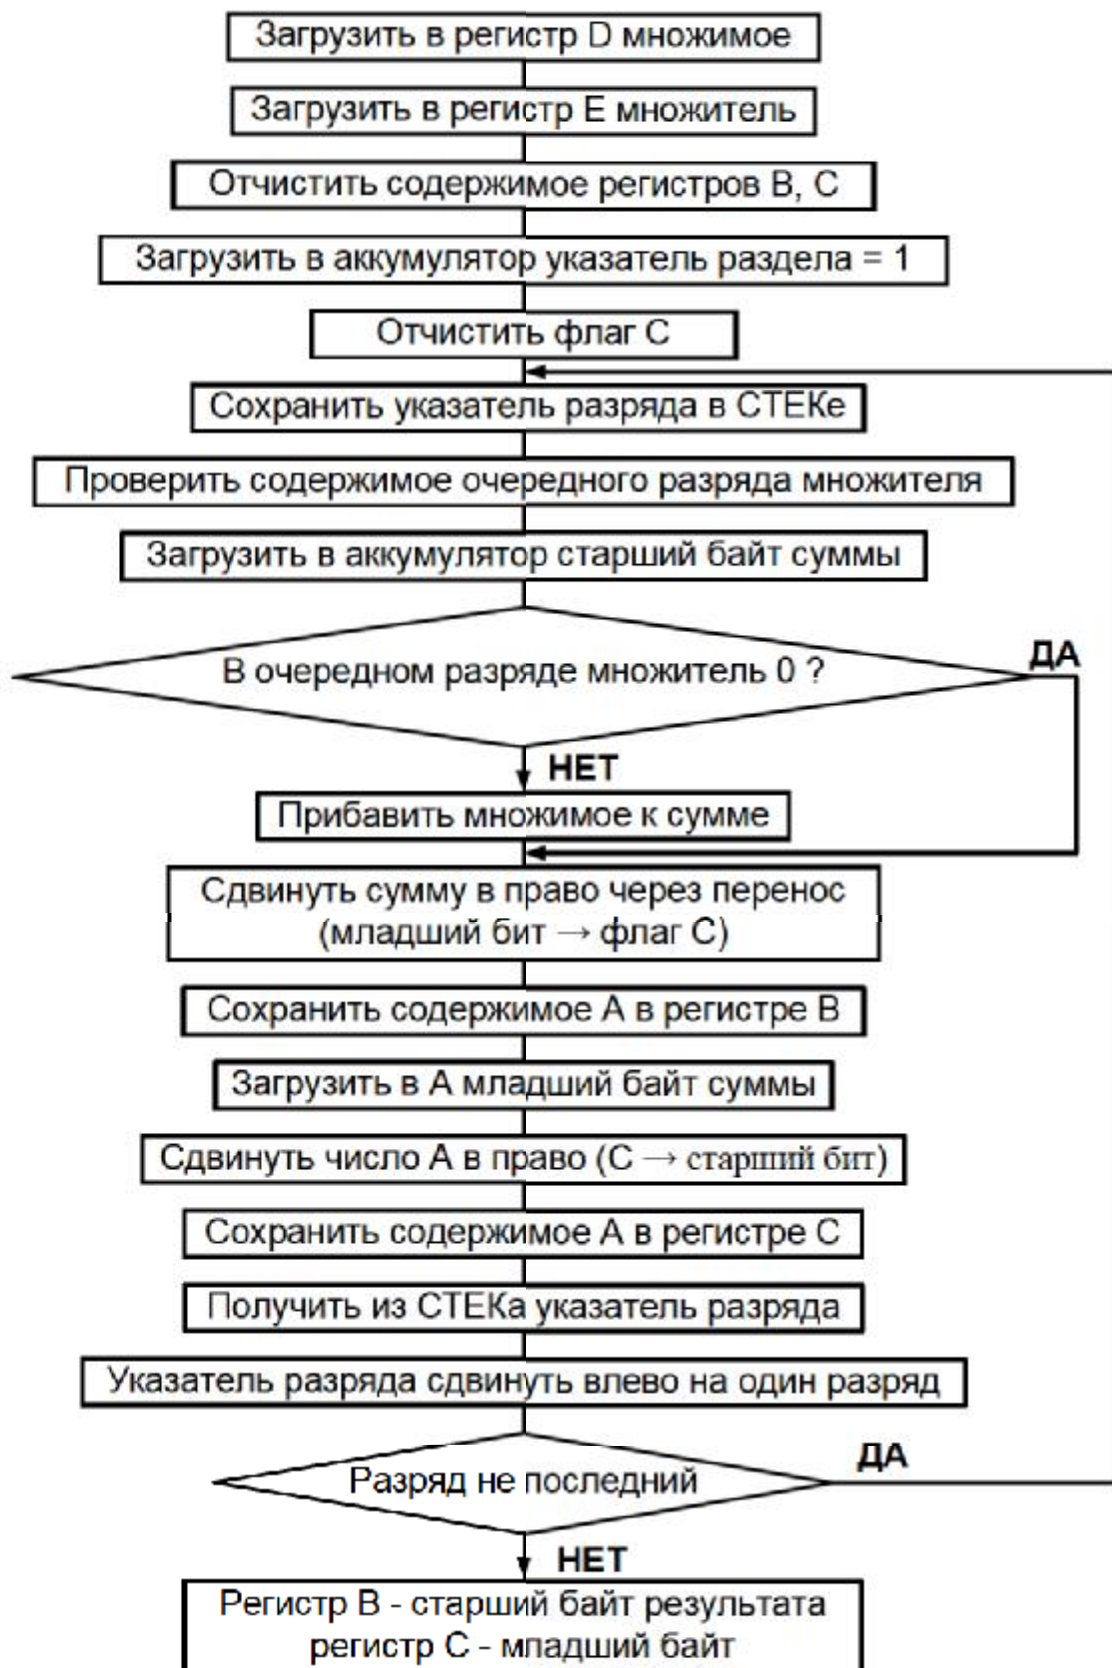 Загрузить в регистр D множимое
Загрузить в регистр E множитель
Отчистить содержимое регистров B, C
Загрузить в аккумулятор указатель раздела = 1
Отчистить флаг C
Сохранить указатель разряда в СТЕКе
Проверить содержимое очередного разряда множителя
Загрузить в аккумулятор старший байт суммы
В очередном разряде множитель 0 ?
ДА
НЕТ
Прибавить множимое к сумме
Сдвинуть сумму в право через перенос
(младший бит → флаг C)
Сохранить содержимое A в регистре B
Загрузить в A младший байт суммы
Сдвинуть число A в право (C → старший бит)
Сохранить содержимое A в регистре C
Получить из СТЕКа указатель разряда
Указатель разряда сдвинуть влево на один разряд
Разряд не последний
ДА
НЕТ
Регистр B - старший байт результата
регистр C - младший байт